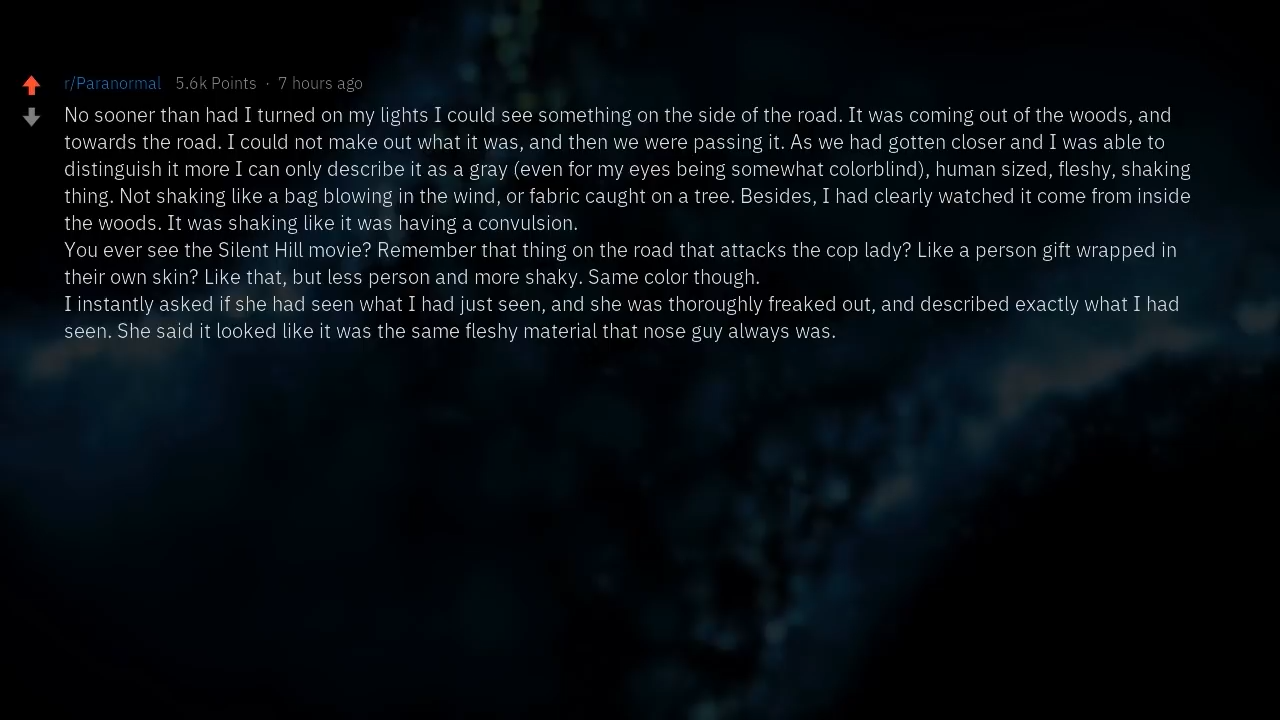 r/Paranormal 5.6k Points · 7 hours ago
No sooner than had I turned on my lights I could see something on the side of the road. It was coming out of the woods, and
towards the road. I could not make out what it was, and then we were passing it. As we had gotten closer and I was able to
distinguish it more I can only describe it as a gray (even for my eyes being somewhat colorblind), human sized, fleshy, shaking
thing. Not shaking like a bag blowing in the wind, or fabric caught on a tree. Besides, I had clearly watched it come from inside
the woods. It was shaking like it was having a convulsion.
You ever see the Silent Hill movie? Remember that thing on the road that attacks the cop lady? Like a person gift wrapped in
their own skin? Like that, but less person and more shaky. Same color though.
I instantly asked if she had seen what I had just seen, and she was thoroughly freaked out, and described exactly what I had
seen. She said it looked like it was the same fleshy material that nose guy always was.